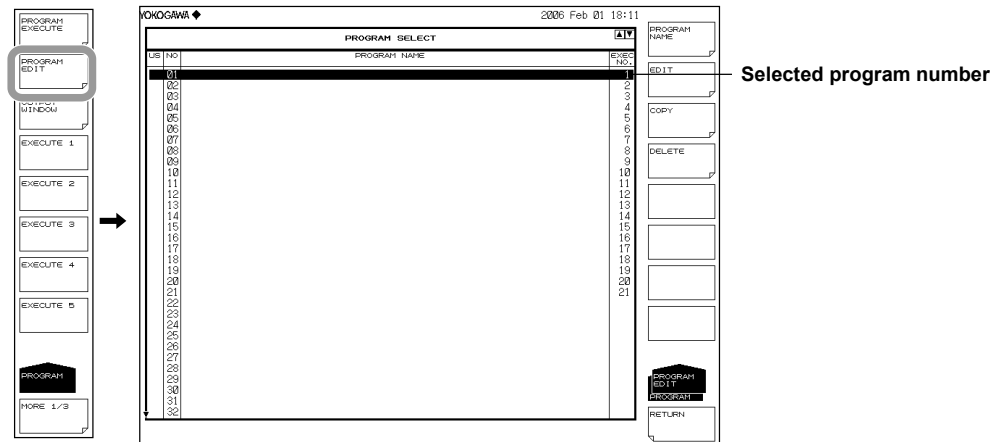 PROGRAM
EXECUTE
PROGRAM
EDIT
OUTPUT
WINDOW
EXECUTE 1
EXECUTE 2
EXECUTE 3
EXECUTE 4
EXECUTE 5
PROGRAM
MORE 1/3
YOKOGAWA
2006 Feb 01 18:11
PROGRAM SELECT
US NO PROGRAM NAME EXEC NO.
01 1
02 2
03 3
04 4
05 5
06 6
07 7
08 8
09 9
10 10
11 11
12 12
13 13
14 14
15 15
16 16
17 17
18 18
19 19
20 20
21 21
22
23
24
25
26
27
28
29
30
31
32
PROGRAM
NAME
EDIT
COPY
DELETE
PROGRAM
EDIT
PROGRAM
RETURN
Selected program number